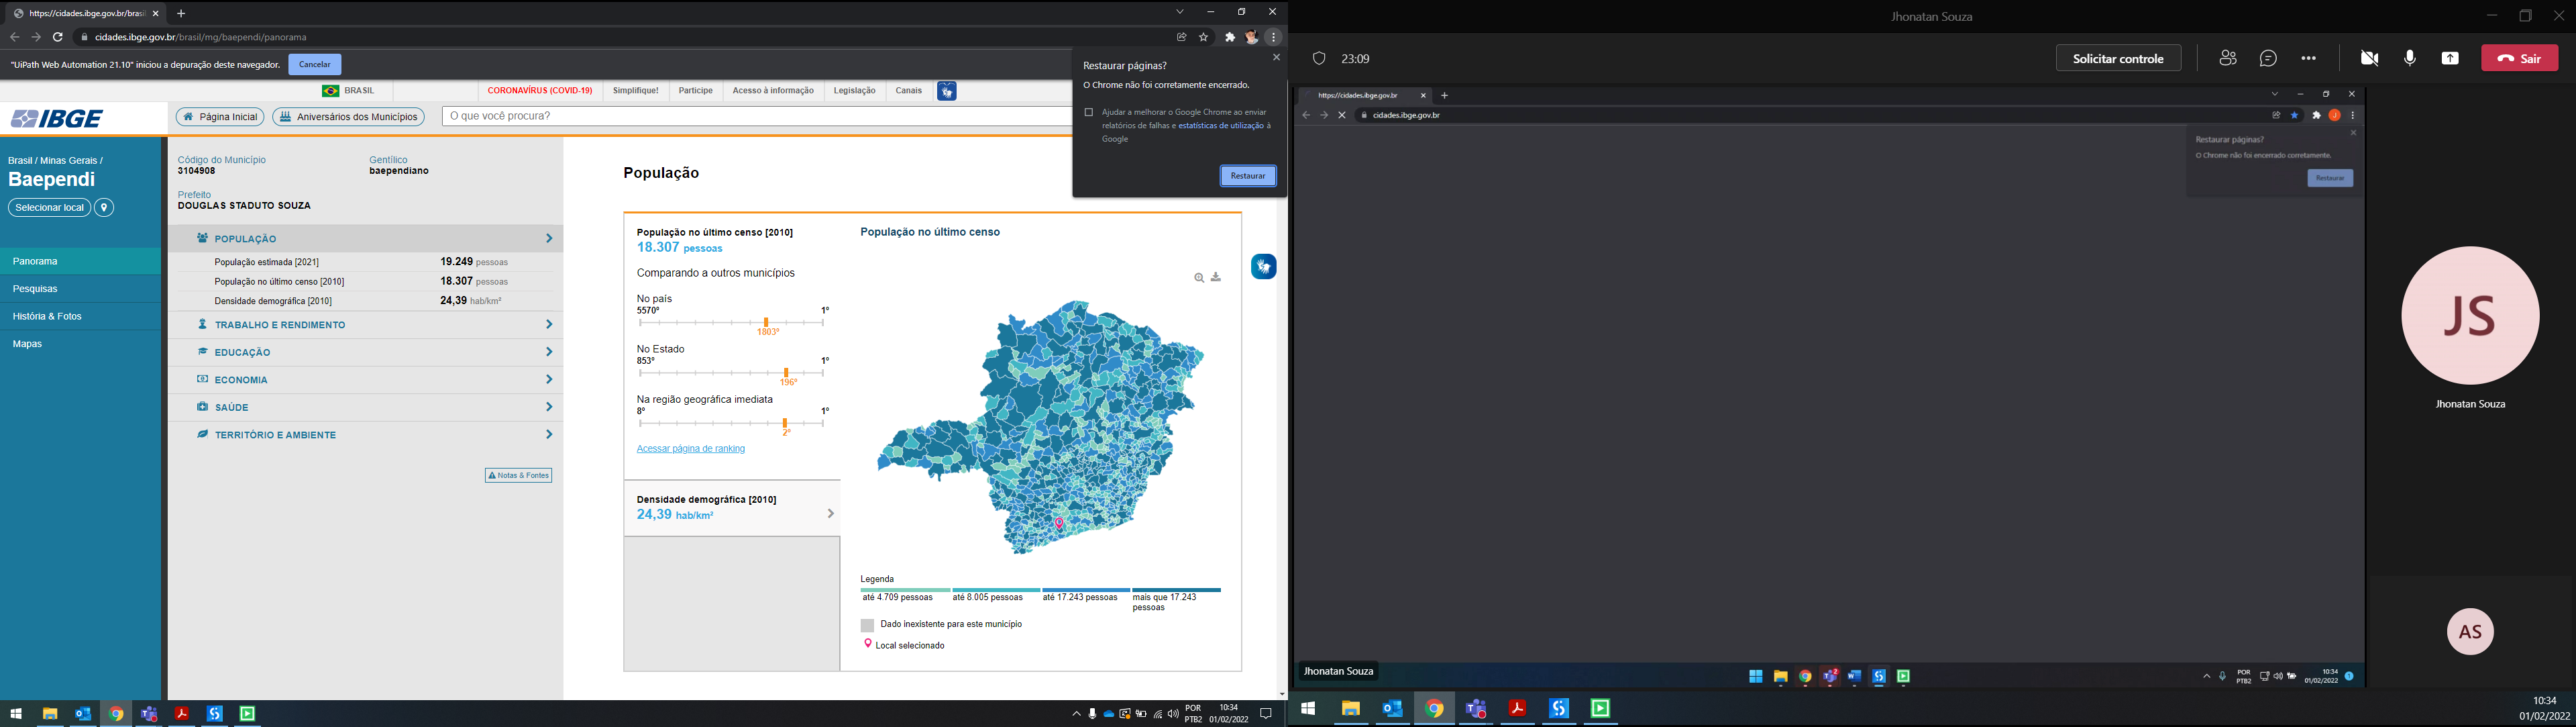 https://cidades.ibge.gov.br/brasil
cidades.ibge.gov.br/brasil/mg/baependi/panorama
"UiPath Web Automation 21.10" iniciou a depuração deste navegador.
Cancelar
Restaurar páginas?
O Chrome não foi corretamente encerrado.
Ajudar a melhorar o Google Chrome ao enviar
relatórios de falhas e estatísticas de utilização à
Google
Restaurar
BRASIL
CORONAVÍRUS (COVID-19)
Simplifique!
Participe
Acesso à informação
Legislação
Canais
IBGE
Página Inicial
Aniversários dos Municípios
O que você procura?
Brasil / Minas Gerais /
Baependi
Selecionar local
Panorama
Pesquisas
História & Fotos
Mapas
Código do Município
3104908
Gentílico
baependiano
Prefeito
DOUGLAS STADUTO SOUZA
POPULAÇÃO
População estimada [2021] 19.249 pessoas
População no último censo [2010] 18.307 pessoas
Densidade demográfica [2010] 24,39 hab/km²
TRABALHO E RENDIMENTO
EDUCAÇÃO
ECONOMIA
SAÚDE
TERRITÓRIO E AMBIENTE
Notas & Fontes
População
População no último censo [2010]
18.307 pessoas
Comparando a outros municípios
No país
5570º 1º
1803º
No Estado
853º 1º
196º
Na região geográfica imediata
8º 1º
2º
Acessar página de ranking
Densidade demográfica [2010]
24,39 hab/km²
População no último censo
Legenda
até 4.709 pessoas
até 8.005 pessoas
até 17.243 pessoas
mais que 17.243
pessoas
Dado inexistente para este município
Local selecionado
POR
PTB2
10:34
01/02/2022
Jhonatan Souza
23:09
Solicitar controle
Sair
https://cidades.ibge.gov.br
cidades.ibge.gov.br
J
Restaurar páginas?
O Chrome não foi encerrado corretamente.
Restaurar
JS
Jhonatan Souza
AS
Jhonatan Souza
POR
PTB2
10:34
01/02/2022
10:34
01/02/2022